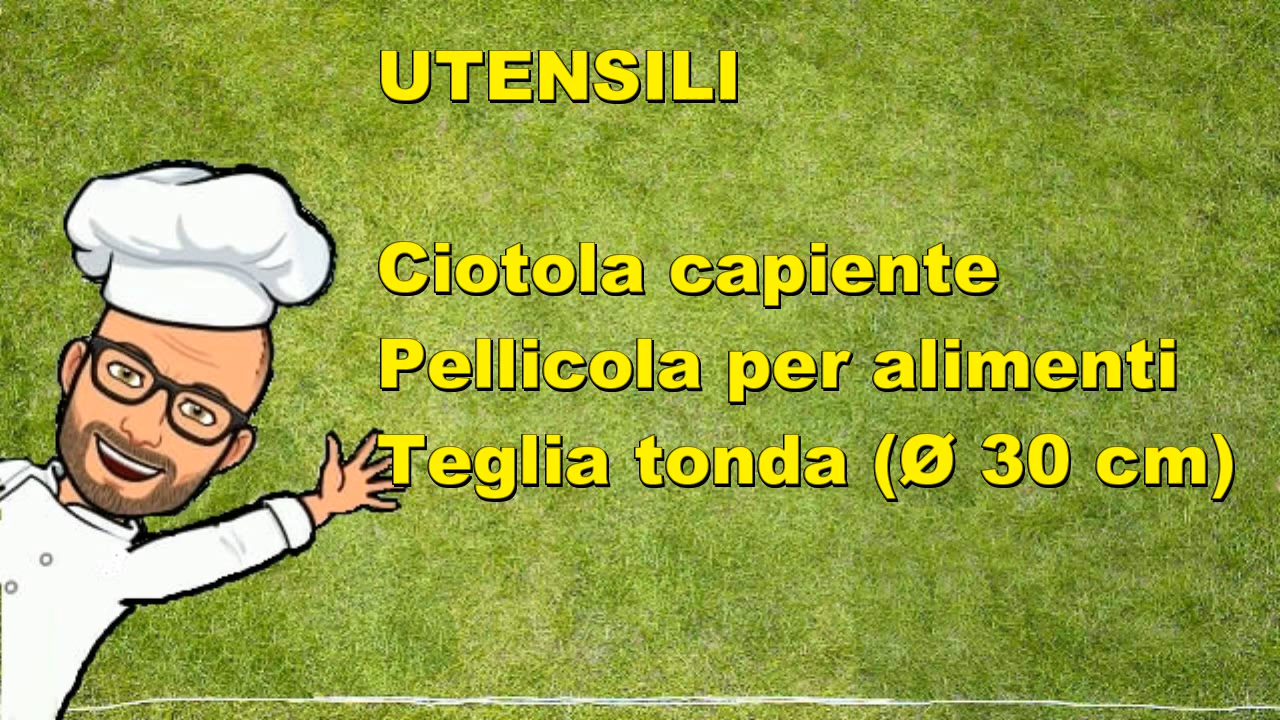 UTENSILI
Ciotola capiente
Pellicola per alimenti
Teglia tonda (Ø 30 cm)